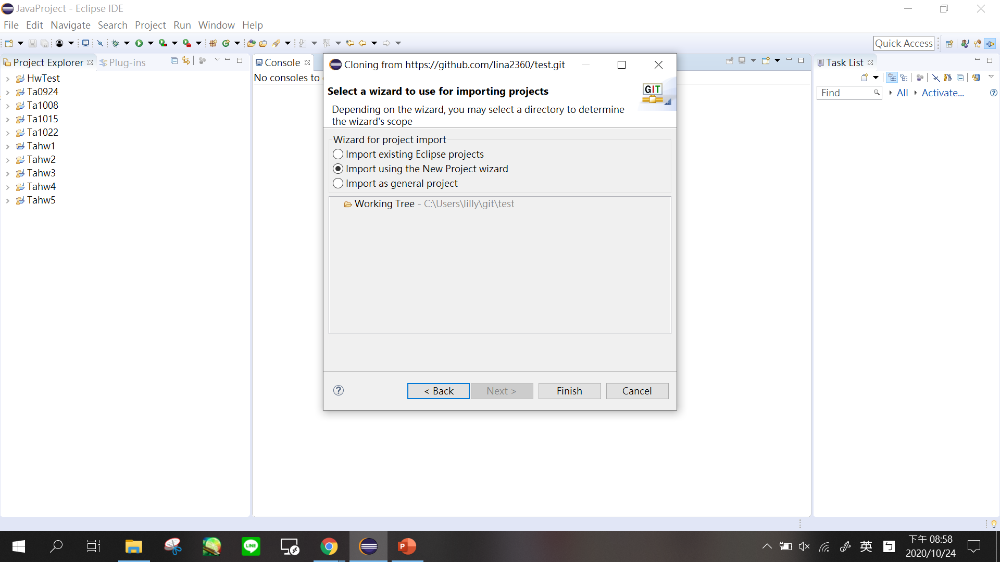 JavaProject - Eclipse IDE
File Edit Navigate Search Project Run Window Help
Quick Access
Project Explorer
Plug-ins
HwTest
Ta0924
Ta1008
Ta1015
Ta1022
Tahw1
Tahw2
Tahw3
Tahw4
Tahw5
Console
No consoles to
Cloning from https://github.com/lina2360/test.git
Select a wizard to use for importing projects
GIT
Depending on the wizard, you may select a directory to determine
the wizard's scope
Wizard for project import
Import existing Eclipse projects
Import using the New Project wizard
Import as general project
Working Tree - C:\Users\lilly\git\test
< Back
Next >
Finish
Cancel
Task List
Find
All
Activate...
LINE
P
英
ㄅ
下午 08:58
2020/10/24